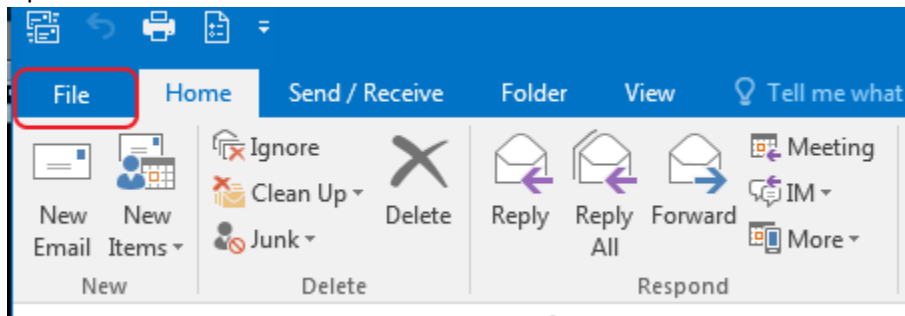 File Home Send / Receive Folder View Tell me what
Ignore Meeting
Clean Up IM
New New Delete Reply Reply Forward
Email Items Junk All More
New Delete Respond